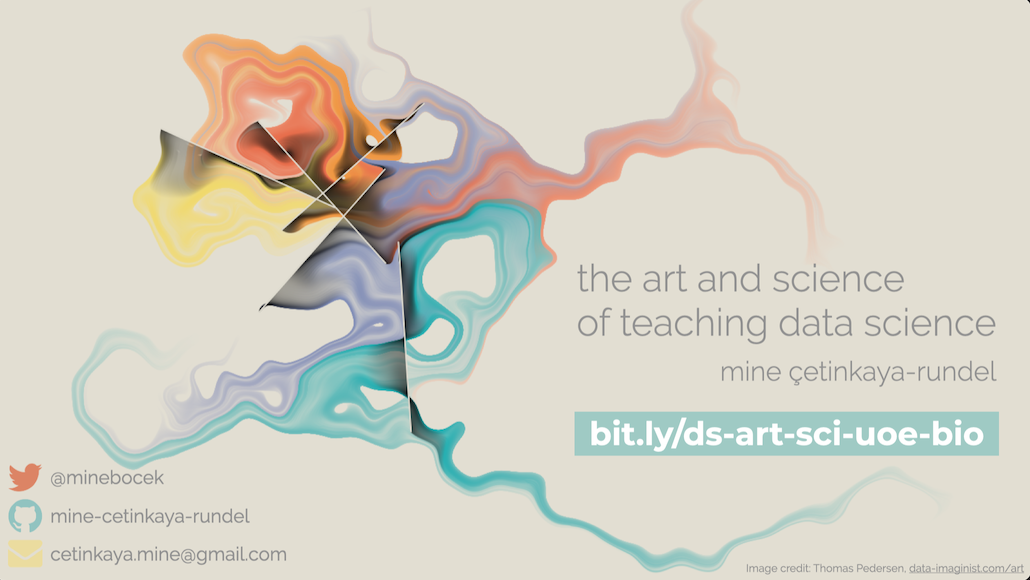 the art and science
of teaching data science
mine çetinkaya-rundel
bit.ly/ds-art-sci-uoe-bio
@minebocek
mine-cetinkaya-rundel
cetinkaya.mine@gmail.com
Image credit: Thomas Pedersen, data-imaginist.com/art